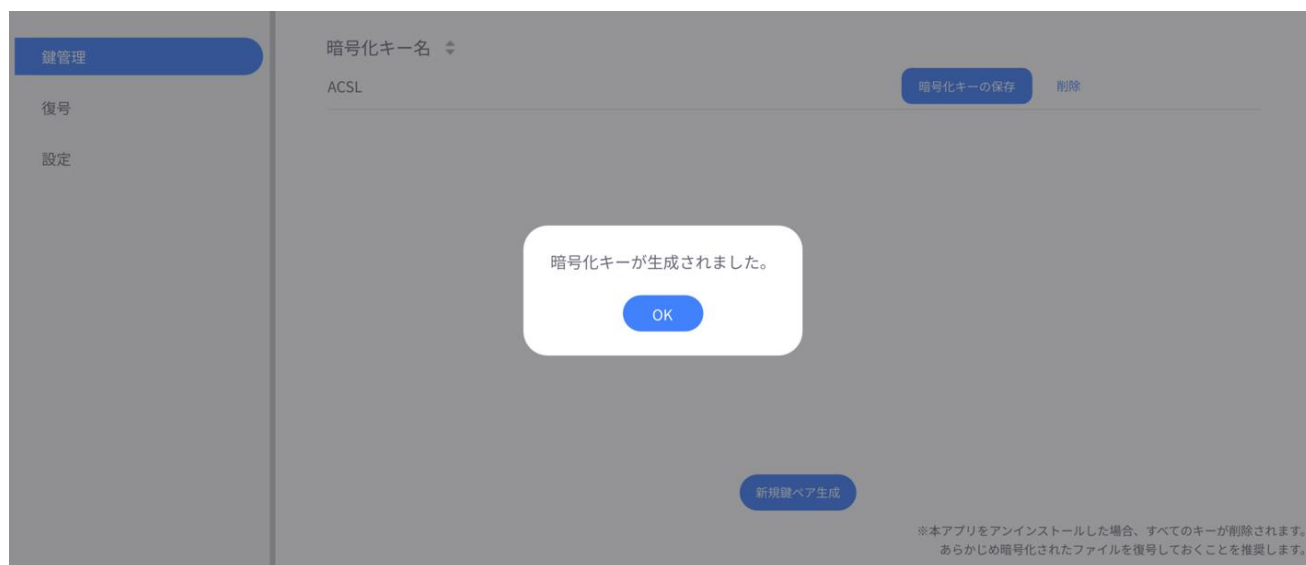 鍵管理
復号
設定
暗号化キー名
ACSL
暗号化キーの保存 削除
暗号化キーが生成されました。
OK
新規鍵ペア生成
※本アプリをアンインストールした場合、すべてのキーが削除されます。
あらかじめ暗号化されたファイルを復号しておくことを推奨します。